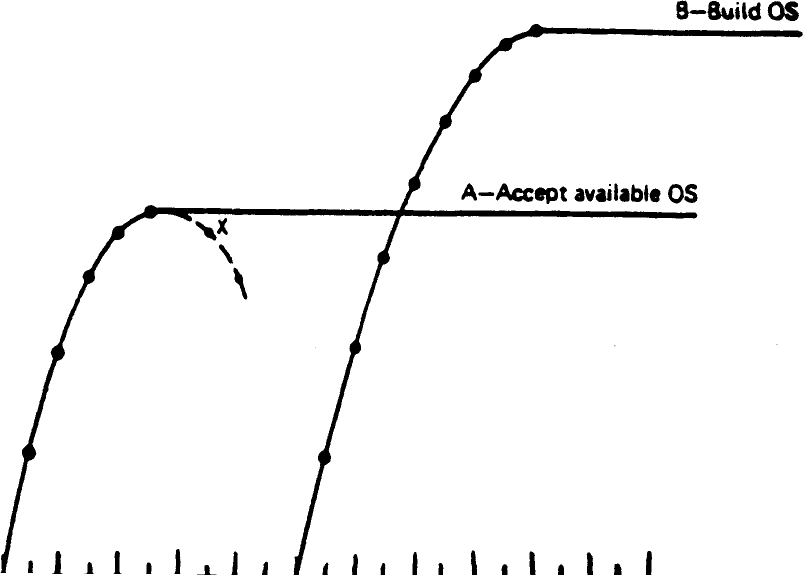 B—Build OS
A—Accept available OS
X